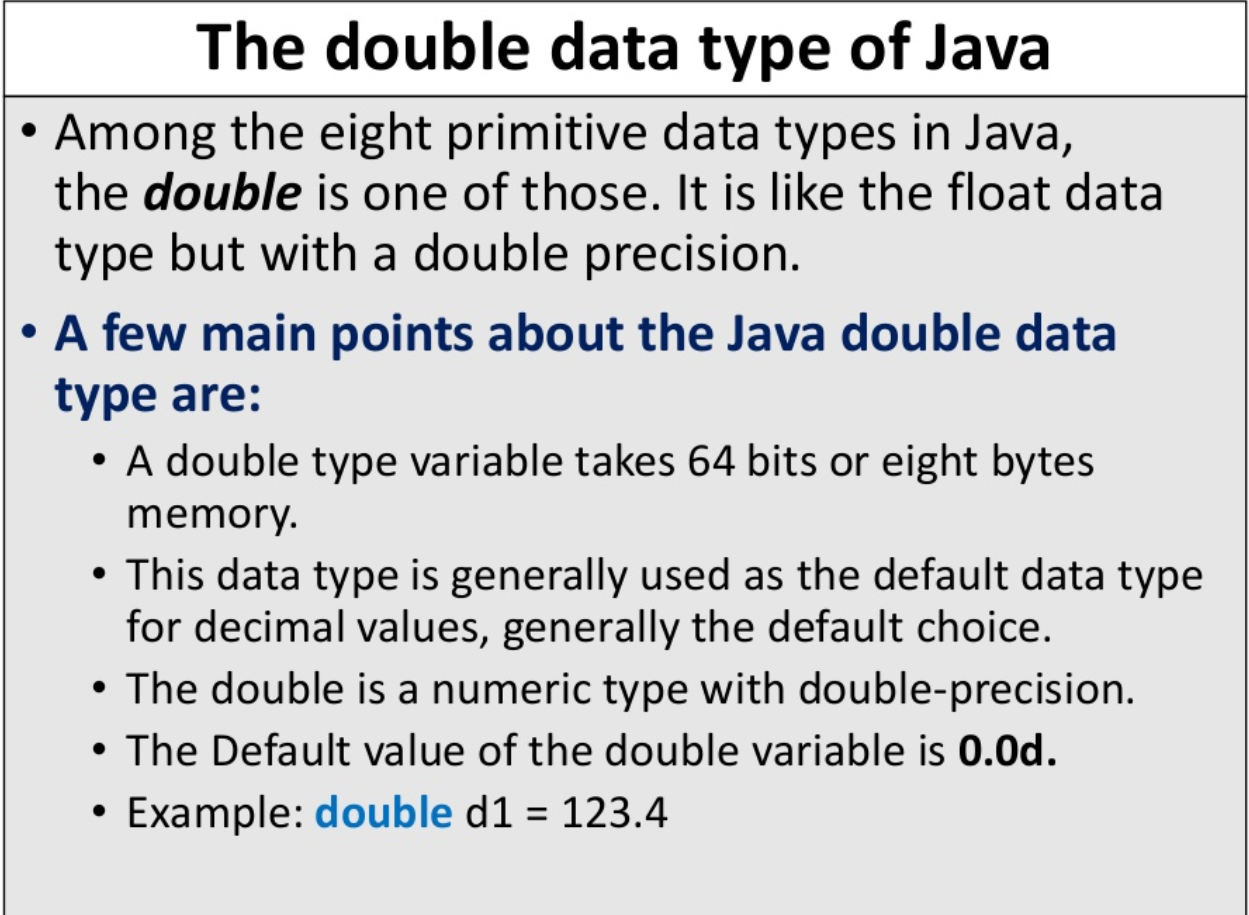 The double data type of Java
• Among the eight primitive data types in Java,
the double is one of those. It is like the float data
type but with a double precision.
• A few main points about the Java double data
type are:
• A double type variable takes 64 bits or eight bytes
memory.
• This data type is generally used as the default data type
for decimal values, generally the default choice.
• The double is a numeric type with double-precision.
• The Default value of the double variable is 0.0d.
• Example: double d1 = 123.4